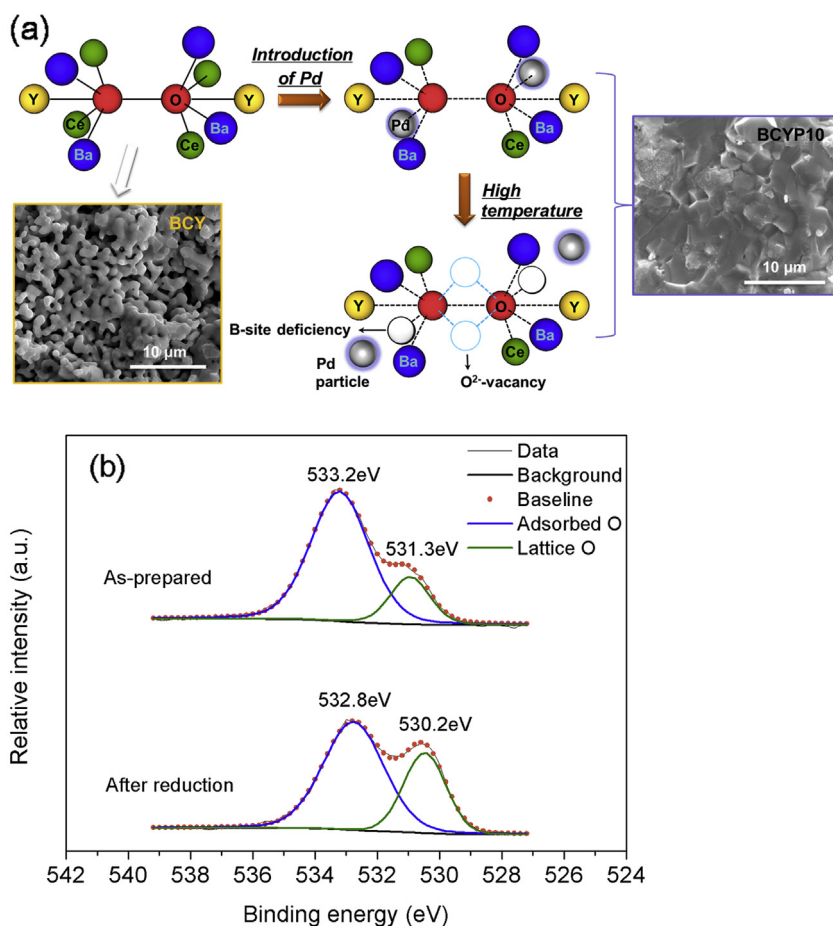 (a)
Introduction
of Pd
Y
O
Y
Ce
Ba
Ba
Ce
Y
O
Y
Pd
Ba
Ba
Ce
BCY
10 µm
High
temperature
BCYP10
10 µm
Y
O
Y
B-site deficiency
Ba
Ba
Ce
Pd
particle
O²⁻-vacancy
(b)
533.2eV
531.3eV
As-prepared
Data
Background
Baseline
Adsorbed O
Lattice O
532.8eV
530.2eV
After reduction
Relative intensity (a.u.)
542 540 538 536 534 532 530 528 526 524
Binding energy (eV)